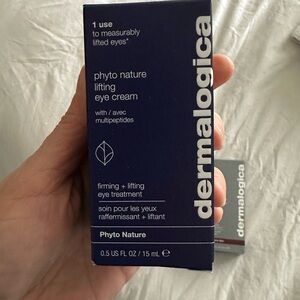 1 use
to measurably
lifted eyes*
phyto nature
lifting
eye cream
with / avec
multipeptides
firming + lifting
eye treatment
soin pour les yeux
raffermissant + liftant
Phyto Nature
0.5 US FL OZ / 15 mL ℮
dermalogica
dermalogica